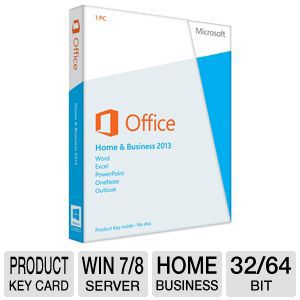 1 PC
Microsoft
Office
Home & Business 2013
Word
Excel
PowerPoint
OneNote
Outlook
Product Key Inside - No disc
PRODUCT KEY CARD
WIN 7/8 SERVER
HOME BUSINESS
32/64 BIT